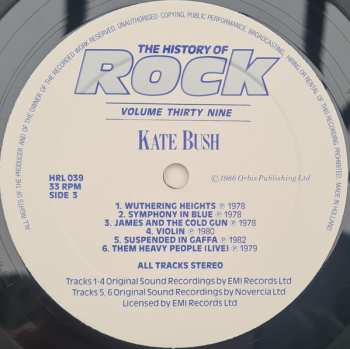 ALL RIGHTS OF THE PRODUCER AND OF THE OWNER OF THE RECORDED WORK RESERVED. UNAUTHORISED COPYING, PUBLIC PERFORMANCE, BROADCASTING, HIRING OR RENTAL OF THIS RECORDING PROHIBITED. MADE IN HOLLAND
THE HISTORY OF
ROCK
VOLUME THIRTY NINE
KATE BUSH
HRL 039
33 RPM
SIDE 3
© 1986 Orbis Publishing Ltd
1. WUTHERING HEIGHTS ℗ 1978
2. SYMPHONY IN BLUE ℗ 1978
3. JAMES AND THE COLD GUN ℗ 1978
4. VIOLIN ℗ 1980
5. SUSPENDED IN GAFFA ℗ 1982
6. THEM HEAVY PEOPLE (LIVE) ℗ 1979
ALL TRACKS STEREO
Tracks 1-4 Original Sound Recordings by EMI Records Ltd
Tracks 5, 6 Original Sound Recordings by Novercia Ltd
Licensed by EMI Records Ltd